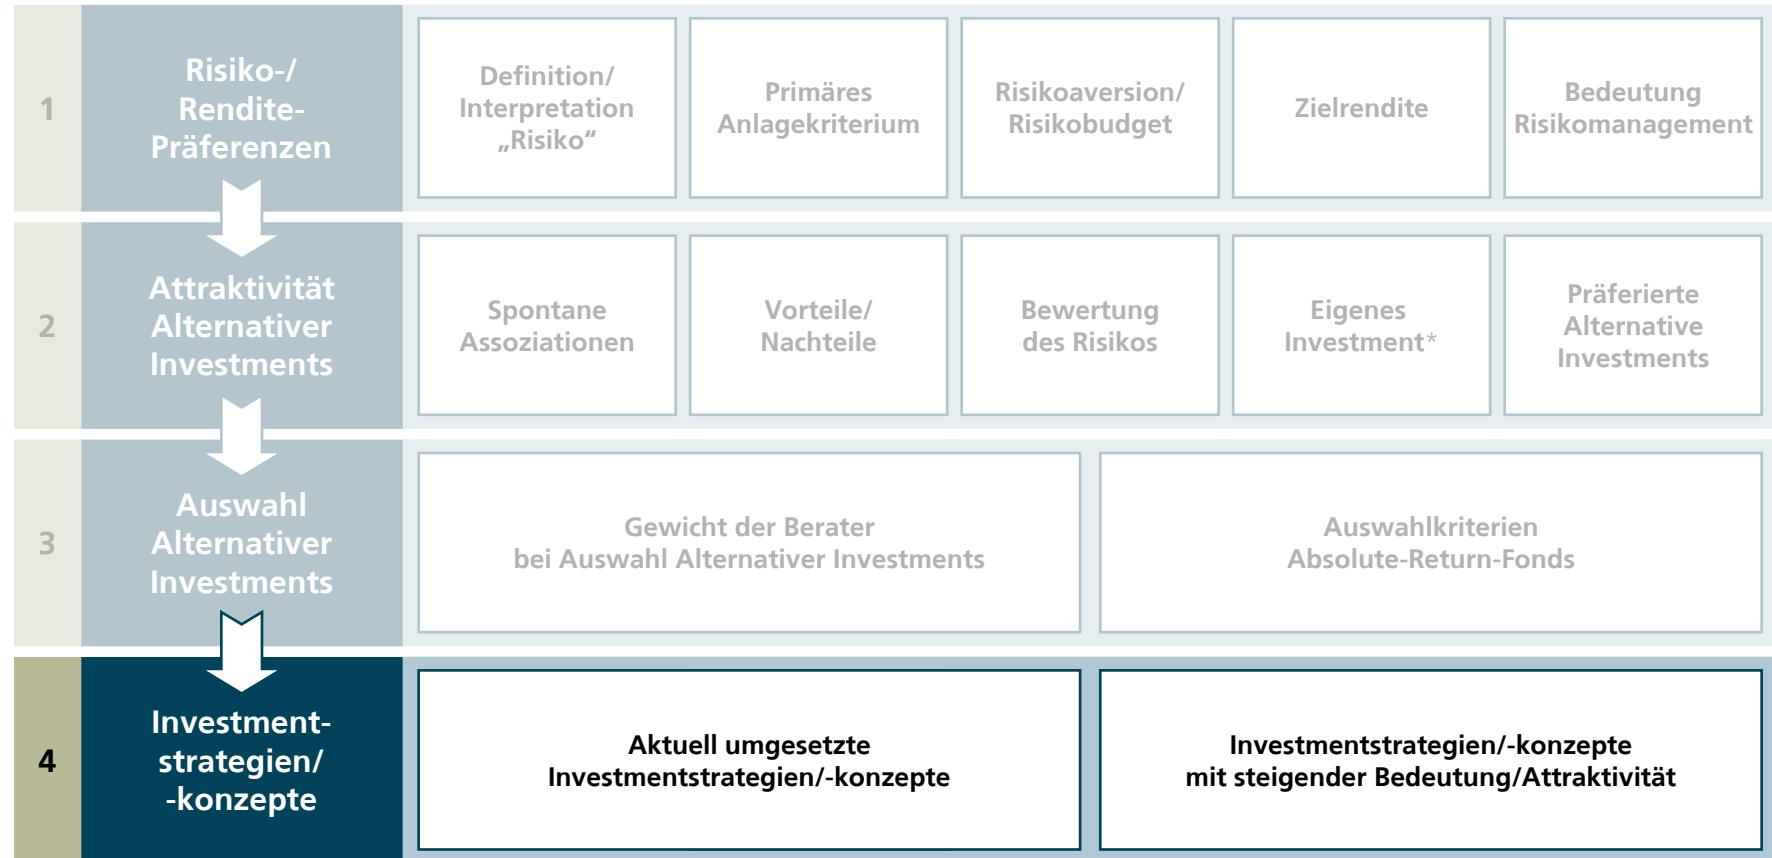 1
Risiko-/
Rendite-
Präferenzen
Definition/
Interpretation
„Risiko“
Primäres
Anlagekriterium
Risikoaversion/
Risikobudget
Zielrendite
Bedeutung
Risikomanagement
2
Attraktivität
Alternativer
Investments
Spontane
Assoziationen
Vorteile/
Nachteile
Bewertung
des Risikos
Eigenes
Investment*
Präferierte
Alternative
Investments
3
Auswahl
Alternativer
Investments
Gewicht der Berater
bei Auswahl Alternativer Investments
Auswahlkriterien
Absolute-Return-Fonds
4
Investment-
strategien/
-konzepte
Aktuell umgesetzte
Investmentstrategien/-konzepte
Investmentstrategien/-konzepte
mit steigender Bedeutung/Attraktivität